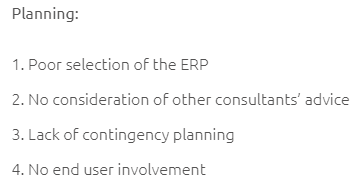 Planning:
1. Poor selection of the ERP
2. No consideration of other consultants’ advice
3. Lack of contingency planning
4. No end user involvement